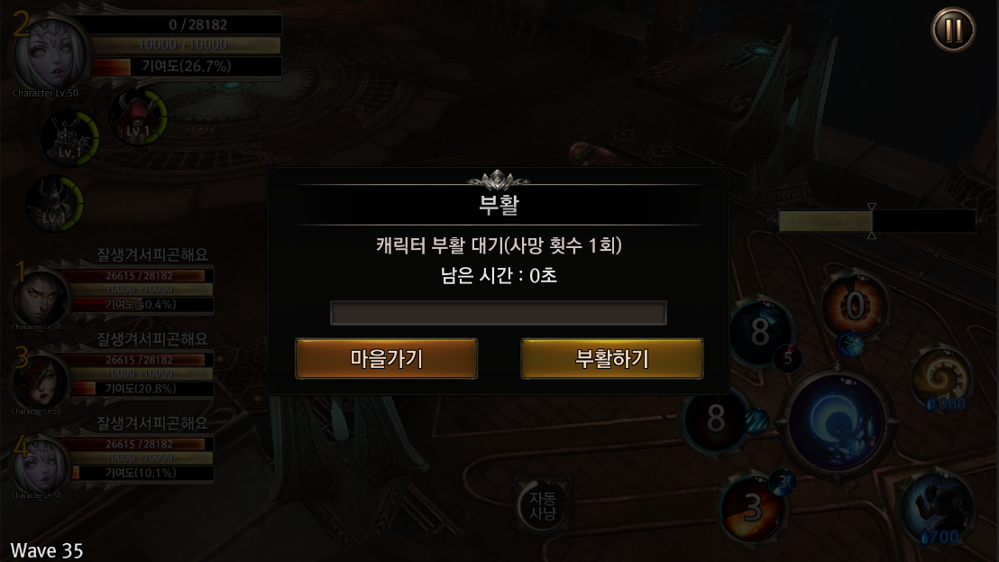 2
0 / 28182
10000 / 10000
기여도(26.7%)
Character Lv.50
Lv.1
Lv.1
Lv.1
부활
캐릭터 부활 대기(사망 횟수 1회)
남은 시간 : 0초
마을가기
부활하기
잘생겨서피곤해요
1
26615 / 28182
10000 / 10000
기여도(40.4%)
Character Lv.50
잘생겨서피곤해요
3
26615 / 28182
10000 / 10000
기여도(20.8%)
Character Lv.50
잘생겨서피곤해요
4
26615 / 28182
10000 / 10000
기여도(10.1%)
Character Lv.50
0
8
5
1000
8
3
3
700
자동
사냥
Wave 35